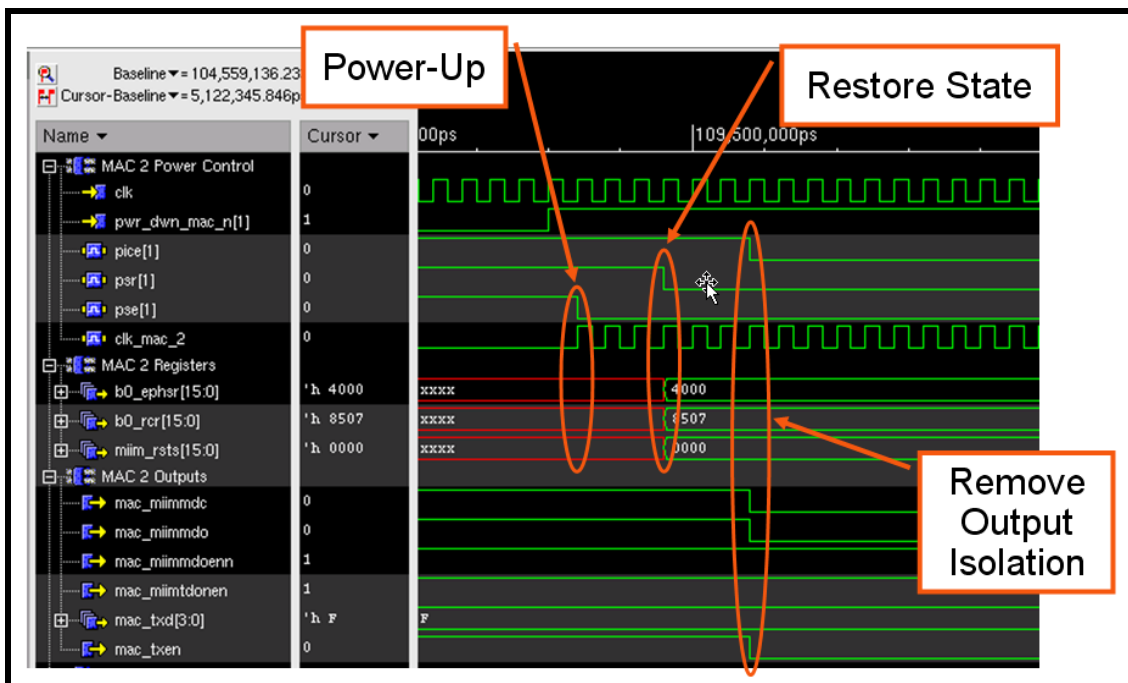 Power-Up
Restore State
Baseline ▾= 104,559,136.23
Cursor-Baseline ▾= 5,122,345.846p
Name ▾
Cursor ▾
00ps
109,500,000ps
MAC 2 Power Control
clk
0
pwr_dwn_mac_n[1]
1
pice[1]
0
psr[1]
0
pse[1]
0
clk_mac_2
0
MAC 2 Registers
b0_ephsr[15:0]
'h 4000
xxxx
4000
b0_rcr[15:0]
'h 8507
xxxx
8507
miim_rsts[15:0]
'h 0000
xxxx
0000
MAC 2 Outputs
mac_miimmdc
0
mac_miimmdo
0
mac_miimmdoenn
1
mac_miimtdonen
1
mac_txd[3:0]
'h F
F
mac_txen
0
Remove
Output
Isolation